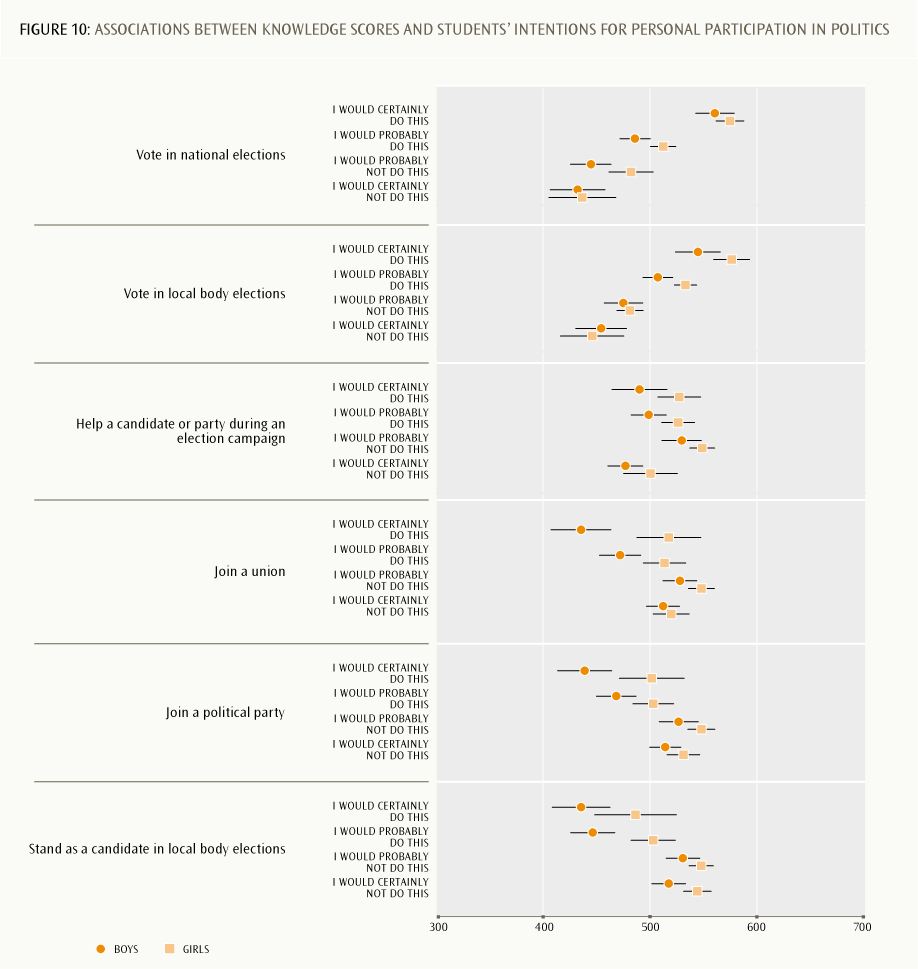 FIGURE 10: ASSOCIATIONS BETWEEN KNOWLEDGE SCORES AND STUDENTS’ INTENTIONS FOR PERSONAL PARTICIPATION IN POLITICS
Vote in national elections
I WOULD CERTAINLY
DO THIS
I WOULD PROBABLY
DO THIS
I WOULD PROBABLY
NOT DO THIS
I WOULD CERTAINLY
NOT DO THIS
Vote in local body elections
I WOULD CERTAINLY
DO THIS
I WOULD PROBABLY
DO THIS
I WOULD PROBABLY
NOT DO THIS
I WOULD CERTAINLY
NOT DO THIS
Help a candidate or party during an
election campaign
I WOULD CERTAINLY
DO THIS
I WOULD PROBABLY
DO THIS
I WOULD PROBABLY
NOT DO THIS
I WOULD CERTAINLY
NOT DO THIS
Join a union
I WOULD CERTAINLY
DO THIS
I WOULD PROBABLY
DO THIS
I WOULD PROBABLY
NOT DO THIS
I WOULD CERTAINLY
NOT DO THIS
Join a political party
I WOULD CERTAINLY
DO THIS
I WOULD PROBABLY
DO THIS
I WOULD PROBABLY
NOT DO THIS
I WOULD CERTAINLY
NOT DO THIS
Stand as a candidate in local body elections
I WOULD CERTAINLY
DO THIS
I WOULD PROBABLY
DO THIS
I WOULD PROBABLY
NOT DO THIS
I WOULD CERTAINLY
NOT DO THIS
300 400 500 600 700
BOYS GIRLS